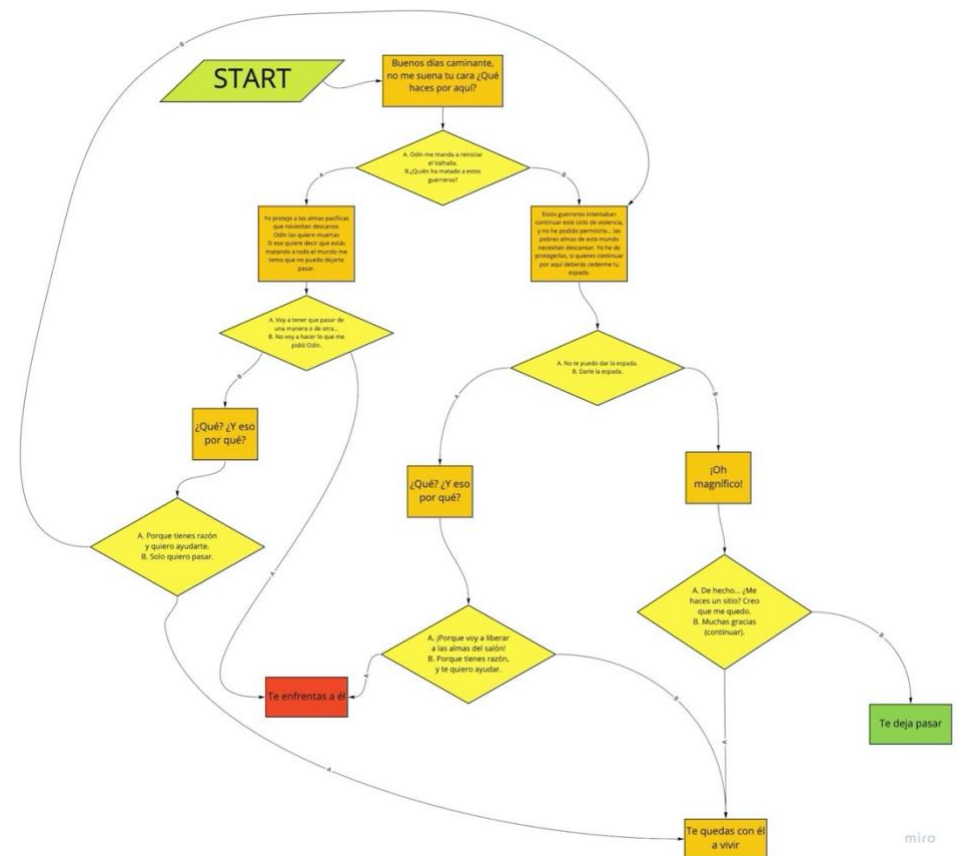 START
Buenos días caminante,
no me suena tu cara ¿Qué
haces por aquí?
A. Odín me manda a reiniciar
el Valhalla.
B.¿Quién ha matado a estos
guerreros?
A
B
B
Yo protejo a las almas pacíficas
que necesitan descanso.
Odín las quiere muertas.
Si eso quiere decir que estás
matando a todo el mundo me
temo que no puedo dejarte
pasar.
Estos guerreros intentaban
continuar este ciclo de violencia,
y no he podido permitirlo... las
pobres almas de este mundo
necesitan descansar. Yo he de
protegerlas, si quieres continuar
por aquí deberás cederme tu
espada.
A. Voy a tener que pasar de
una manera o de otra...
B. No voy a hacer lo que me
pidió Odín.
A. No te puedo dar la espada.
B. Darle la espada.
B
A
B
¿Qué? ¿Y eso
por qué?
¿Qué? ¿Y eso
por qué?
¡Oh
magnífico!
A. Porque tienes razón
y quiero ayudarte.
B. Solo quiero pasar.
A
A. ¡Porque voy a liberar
a las almas del salón!
B. Porque tienes razón,
y te quiero ayudar.
A. De hecho... ¿Me
haces un sitio? Creo
que me quedo.
B. Muchas gracias
(continuar).
A
B
B
Te enfrentas a él
Te deja pasar
A
A
Te quedas con él
a vivir
miro